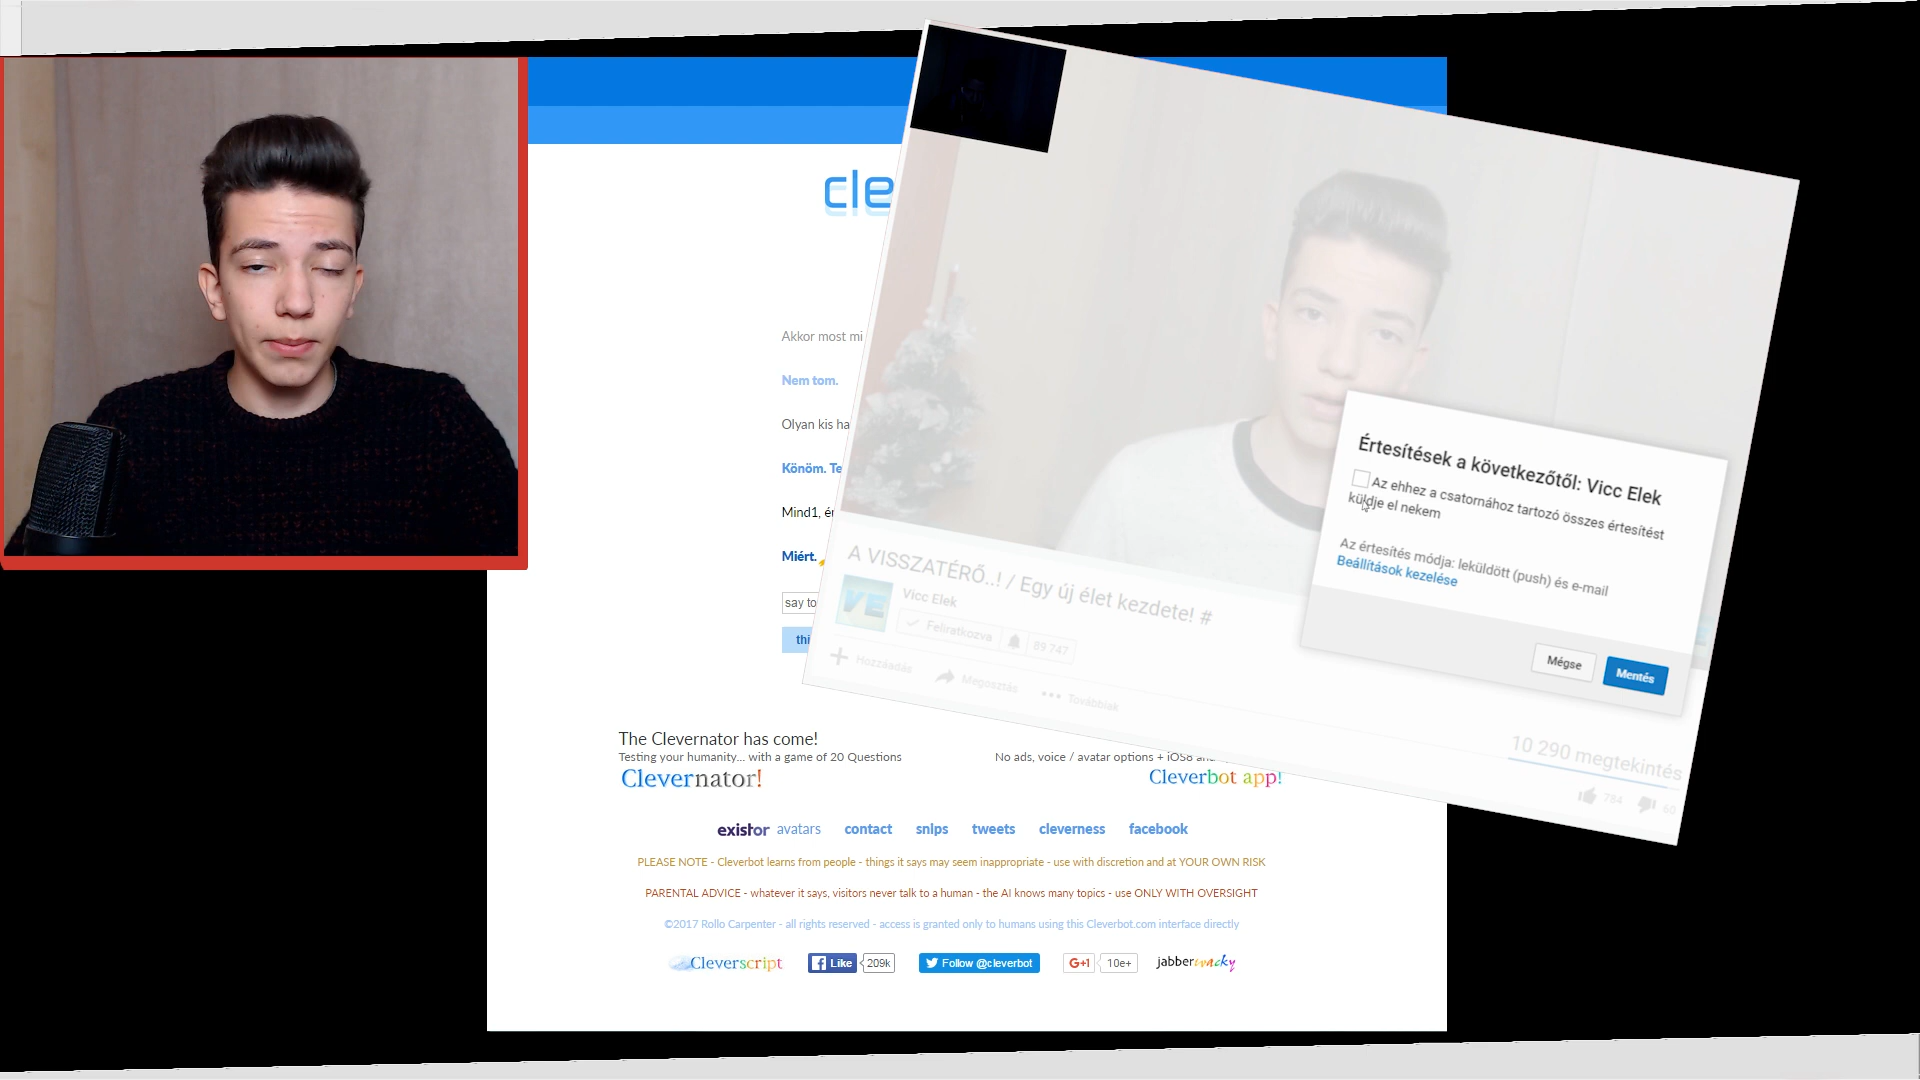 cle
Akkor most mi
Nem tom.
Olyan kis ha
Könöm. Te
Mind1, ér
Miért.
say to
thi
Értesítések a következőtől: Vicc Elek
Az ehhez a csatornához tartozó összes értesítést
küldje el nekem
Az értesítés módja: leküldött (push) és e-mail
Beállítások kezelése
Mégse
Mentés
A VISSZATÉRŐ..! / Egy új élet kezdete! #
VE
Vicc Elek
Feliratkozva
89 747
Hozzáadás
Megosztás
Továbbiak
10 290 megtekintés
784
60
The Clevernator has come!
Testing your humanity... with a game of 20 Questions
Clevernator!
No ads, voice / avatar options + iOS8 and
Cleverbot app!
existor avatars contact snips tweets cleverness facebook
PLEASE NOTE - Cleverbot learns from people - things it says may seem inappropriate - use with discretion and at YOUR OWN RISK
PARENTAL ADVICE - whatever it says, visitors never talk to a human - the AI knows many topics - use ONLY WITH OVERSIGHT
©2017 Rollo Carpenter - all rights reserved - access is granted only to humans using this Cleverbot.com interface directly
Cleverscript Like 209k Follow @cleverbot G+1 10e+ jabberwacky